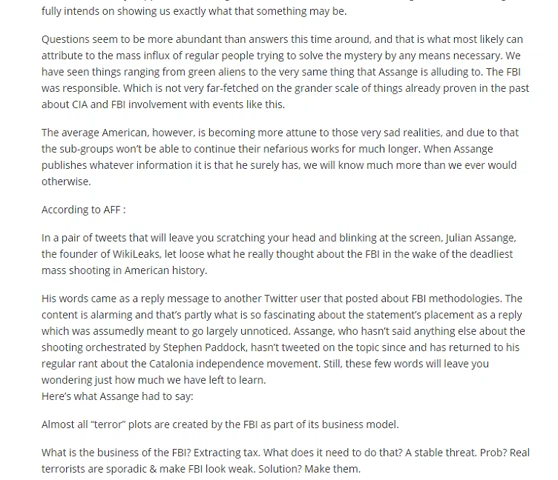 fully intends on showing us exactly what that something may be.
Questions seem to be more abundant than answers this time around, and that is what most likely can
attribute to the mass influx of regular people trying to solve the mystery by any means necessary. We
have seen things ranging from green aliens to the very same thing that Assange is alluding to. The FBI
was responsible. Which is not very far-fetched on the grander scale of things already proven in the past
about CIA and FBI involvement with events like this.
The average American, however, is becoming more attune to those very sad realities, and due to that
the sub-groups won't be able to continue their nefarious works for much longer. When Assange
publishes whatever information it is that he surely has, we will know much more than we ever would
otherwise.
According to AFF :
In a pair of tweets that will leave you scratching your head and blinking at the screen, Julian Assange,
the founder of WikiLeaks, let loose what he really thought about the FBI in the wake of the deadliest
mass shooting in American history.
His words came as a reply message to another Twitter user that posted about FBI methodologies. The
content is alarming and that's partly what is so fascinating about the statement's placement as a reply
which was assumedly meant to go largely unnoticed. Assange, who hasn't said anything else about the
shooting orchestrated by Stephen Paddock, hasn't tweeted on the topic since and has returned to his
regular rant about the Catalonia independence movement. Still, these few words will leave you
wondering just how much we have left to learn.
Here's what Assange had to say:
Almost all "terror" plots are created by the FBI as part of its business model.
What is the business of the FBI? Extracting tax. What does it need to do that? A stable threat. Prob? Real
terrorists are sporadic & make FBI look weak. Solution? Make them.